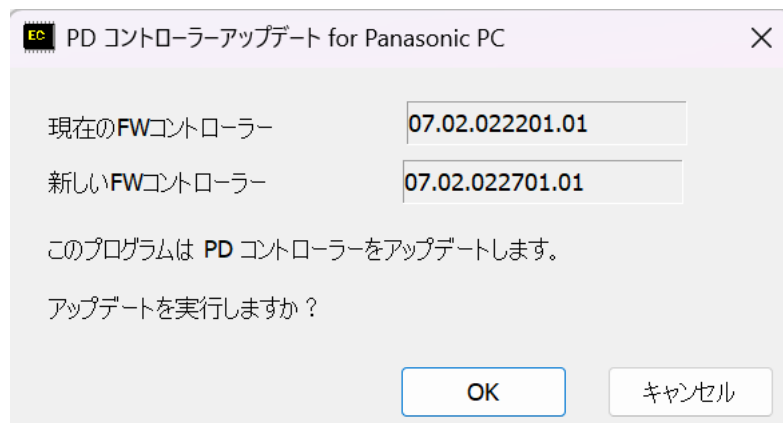 EC PD コントローラーアップデート for Panasonic PC
現在のFWコントローラー 07.02.022201.01
新しいFWコントローラー 07.02.022701.01
このプログラムは PD コントローラーをアップデートします。
アップデートを実行しますか？
OK キャンセル